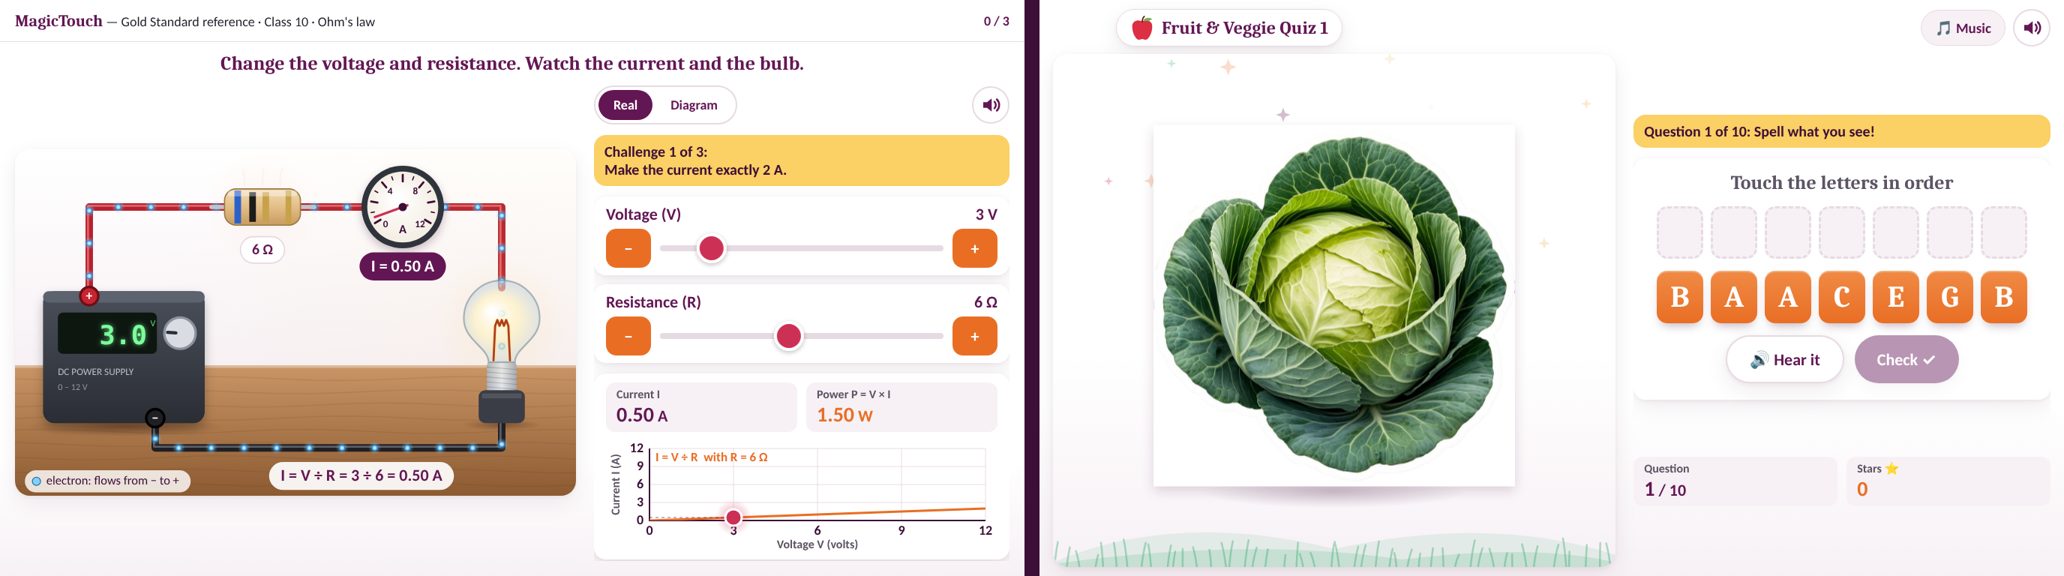 MagicTouch — Gold Standard reference · Class 10 · Ohm's law
0 / 3
Change the voltage and resistance. Watch the current and the bulb.
Real
Diagram
Challenge 1 of 3:
Make the current exactly 2 A.
Voltage (V)
3 V
–
+
Resistance (R)
6 Ω
–
+
Current I
0.50 A
Power P = V × I
1.50 W
I = V ÷ R with R = 6 Ω
Current I (A)
12
9
6
3
0
0
3
6
9
12
Voltage V (volts)
6 Ω
0
4
8
12
A
I = 0.50 A
+
3.0
V
DC POWER SUPPLY
0 – 12 V
–
electron: flows from − to +
I = V ÷ R = 3 ÷ 6 = 0.50 A
Fruit & Veggie Quiz 1
Music
Question 1 of 10: Spell what you see!
Touch the letters in order
B A A C E G B
Hear it
Check ✓
Question
1 / 10
Stars
0